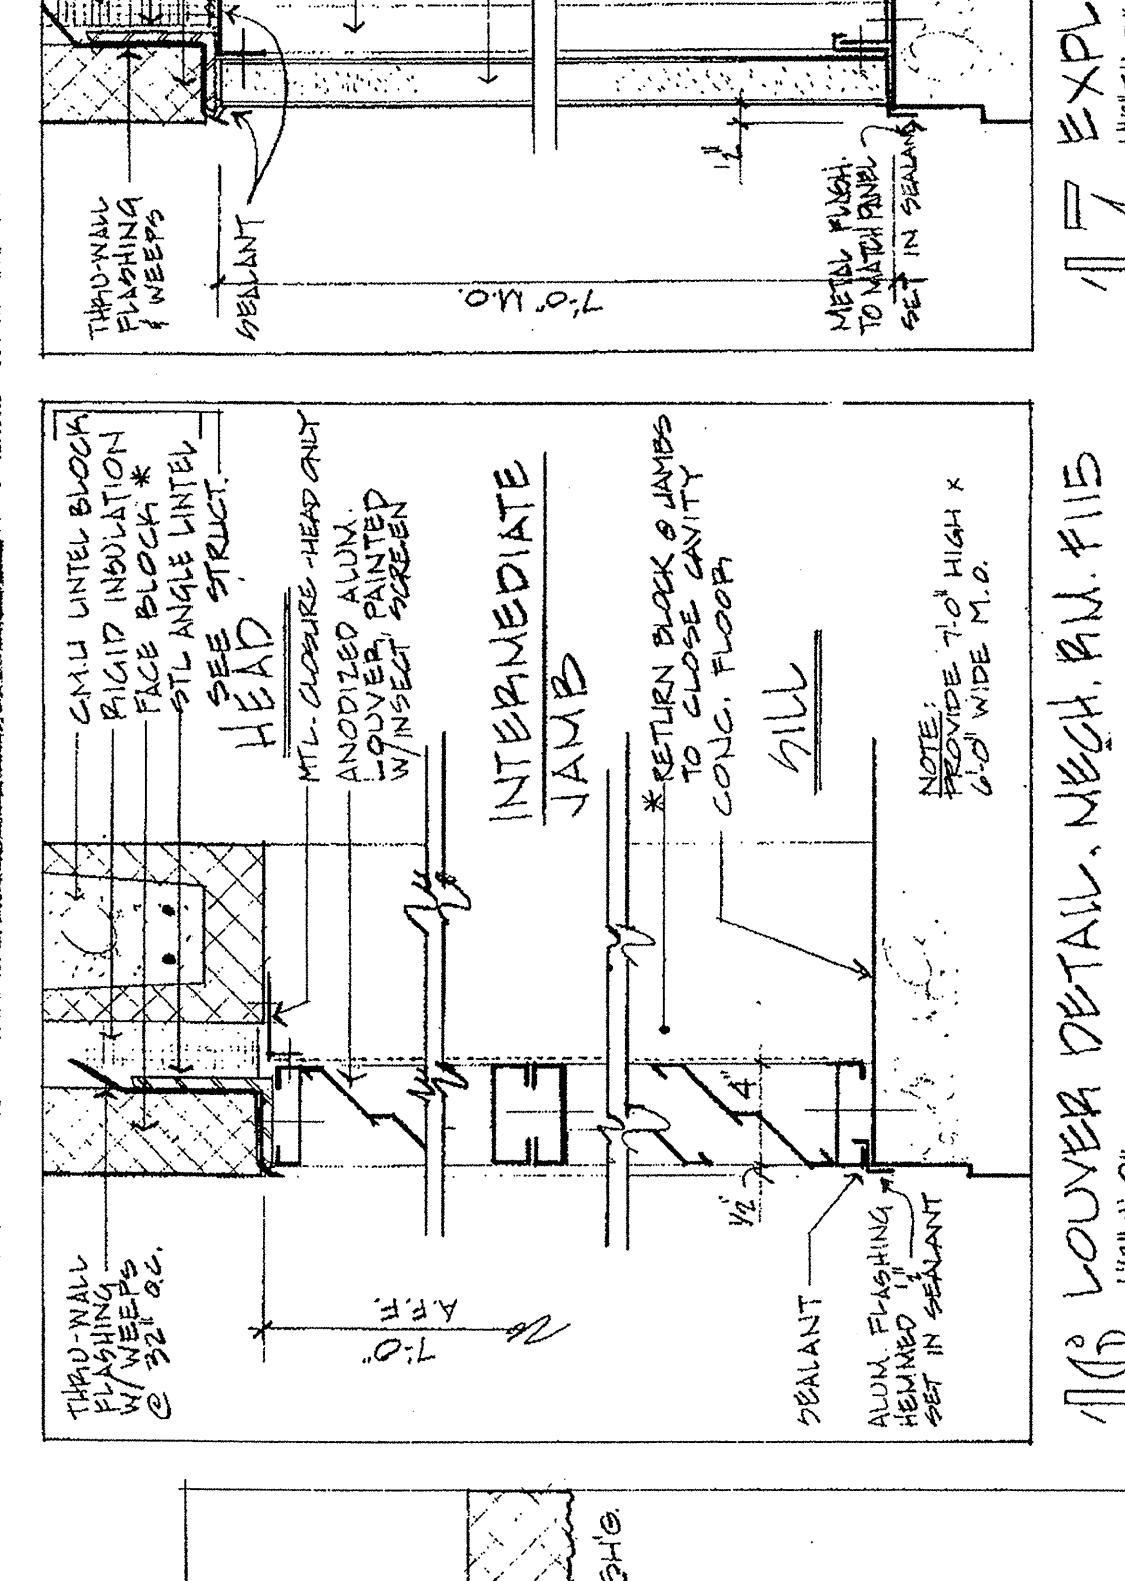 THRU-WALL
FLASHING
W/WEEPS
@ 32" O.C.
C.M.U LINTEL BLOCK
RIGID INSULATION
FACE BLOCK *
STL ANGLE LINTEL
SEE STRUCT.
HEAD
MTL. CLOSURE - HEAD ONLY
ANODIZED ALUM.
LOUVER PAINTED
W/INSECT SCREEN
7'-0"
A.F.F.
INTERMEDIATE
JAMB
* RETURN BLOCK @ JAMBS
TO CLOSE CAVITY
CONC. FLOOR
SILL
1/2"
4"
SEALANT
ALUM. FLASHING
HEMMED 1/2"
SET IN SEALANT
NOTE:
PROVIDE 7'-0" HIGH x
6'-0" WIDE M.O.
LOUVER DETAIL, MECH. RM. F115
THRU-WALL
FLASHING
& WEEPS
SEALANT
7'-0" M.O.
1/2"
METAL FLASH.
TO MATCH PANEL
SET IN SEALANT
17 EXPL